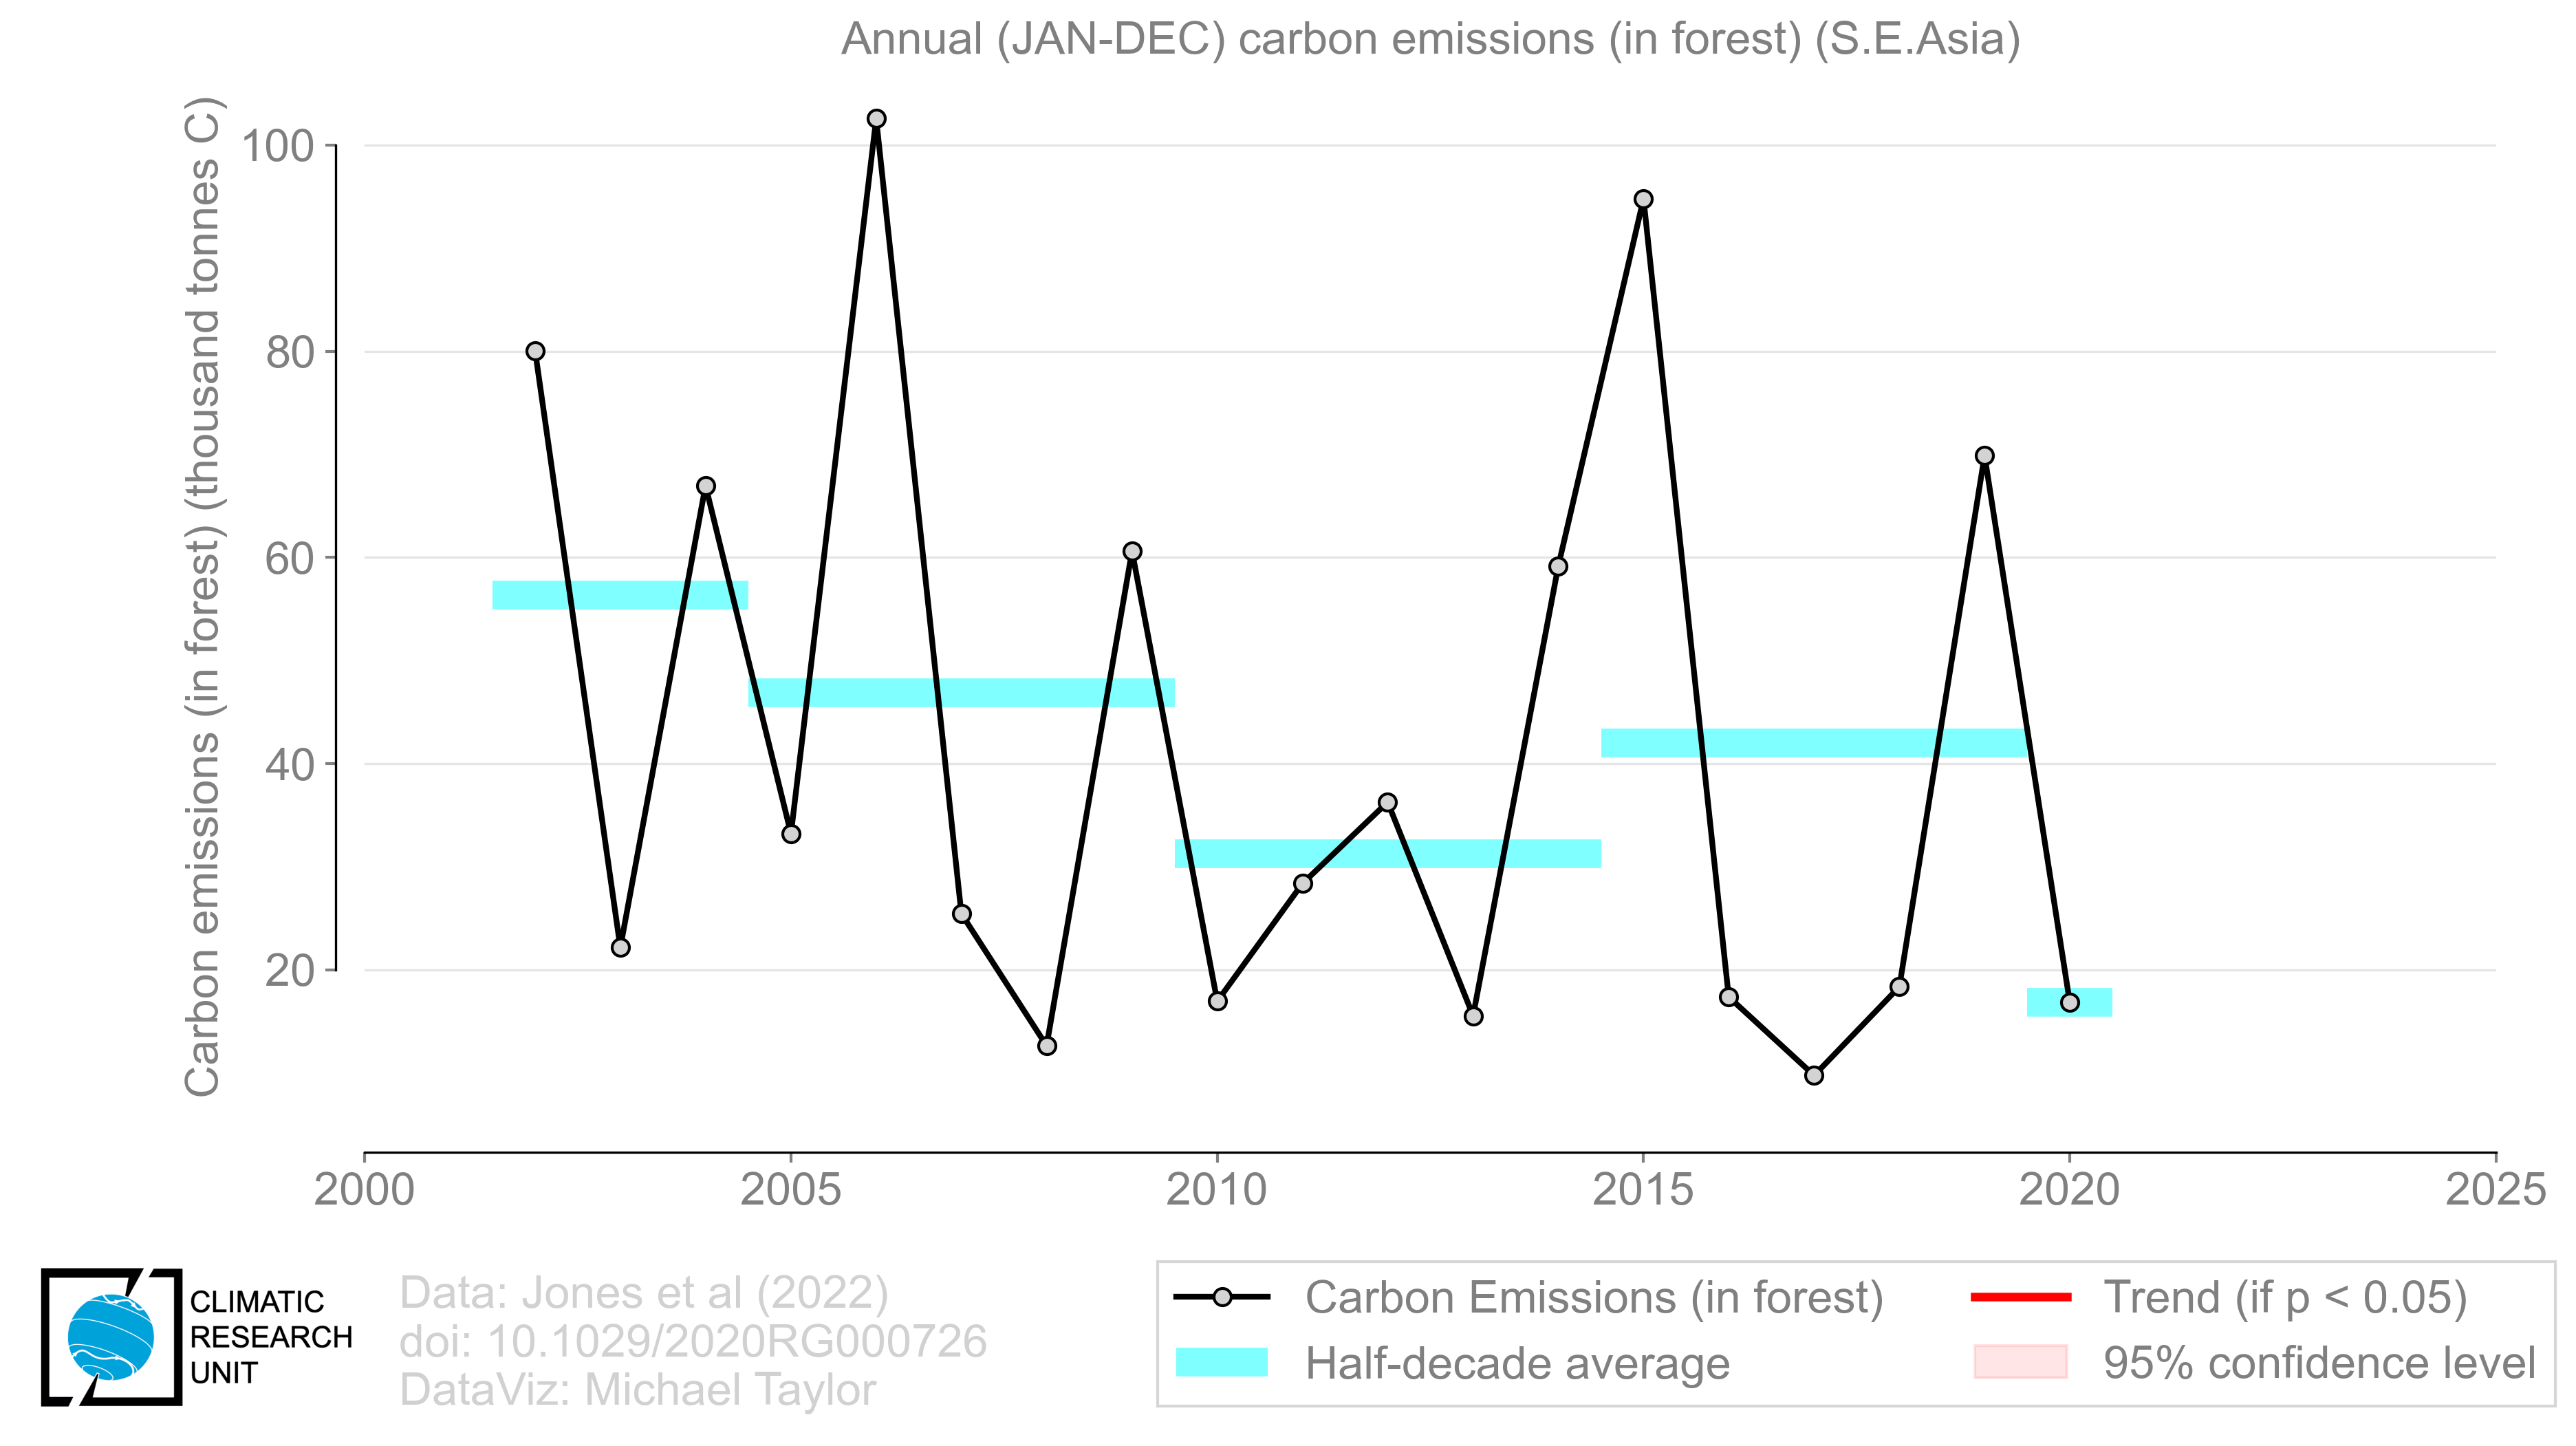 Annual (JAN-DEC) carbon emissions (in forest) (S.E.Asia)
Carbon emissions (in forest) (thousand tonnes C)
100
80
60
40
20
2000 2005 2010 2015 2020 2025
CLIMATIC
RESEARCH
UNIT
Data: Jones et al (2022)
doi: 10.1029/2020RG000726
DataViz: Michael Taylor
Carbon Emissions (in forest)
Half-decade average
Trend (if p < 0.05)
95% confidence level